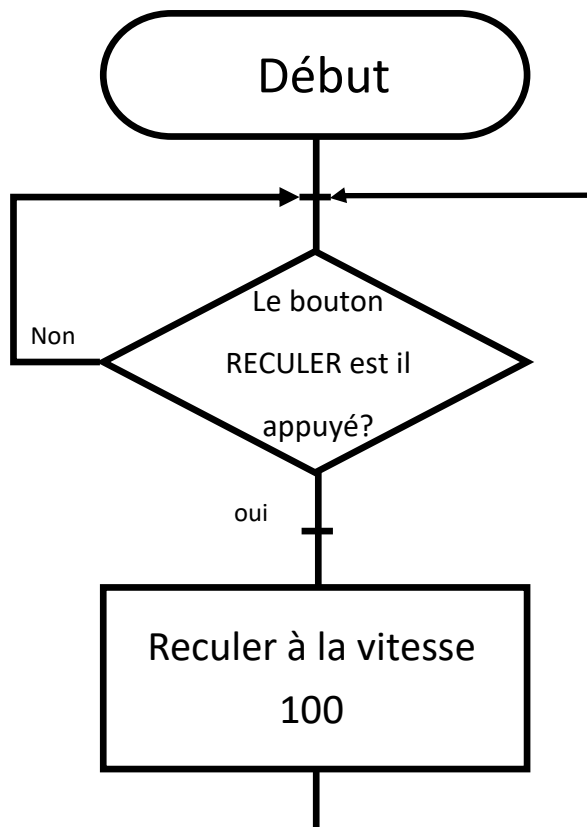 Début
Le bouton
Non
RECULER est il
appuyé?
oui
Reculer à la vitesse
100